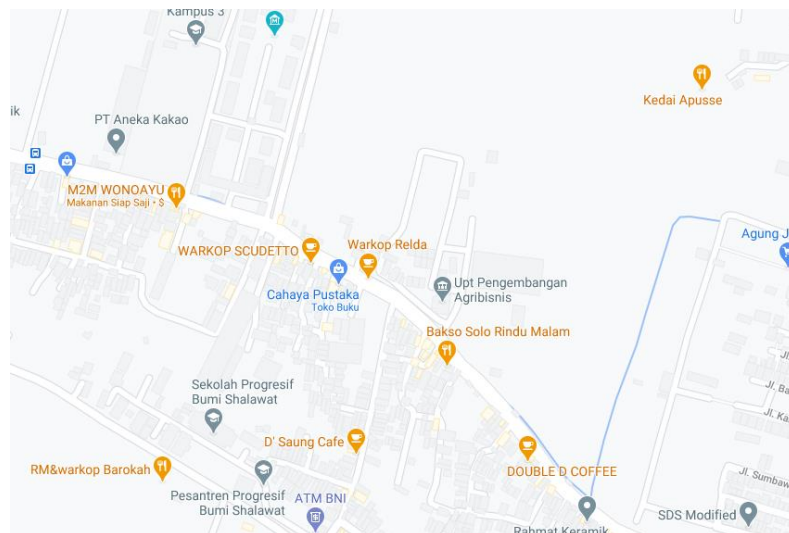 Kampus 3
ik
PT Aneka Kakao
Kedai Apusse
M2M WONOAYU
Makanan Siap Saji • $
WARKOP SCUDETTO
Warkop Relda
Agung J
Cahaya Pustaka
Toko Buku
Upt Pengembangan
Agribisnis
Bakso Solo Rindu Malam
Jl.
Sekolah Progresif
Bumi Shalawat
Jl. Ba
Jl. Ka
D' Saung Cafe
RM&warkop Barokah
DOUBLE D COFFEE
Jl. Sumbaw
Pesantren Progresif
Bumi Shalawat
ATM BNI
SDS Modified
Rahmat Keramik